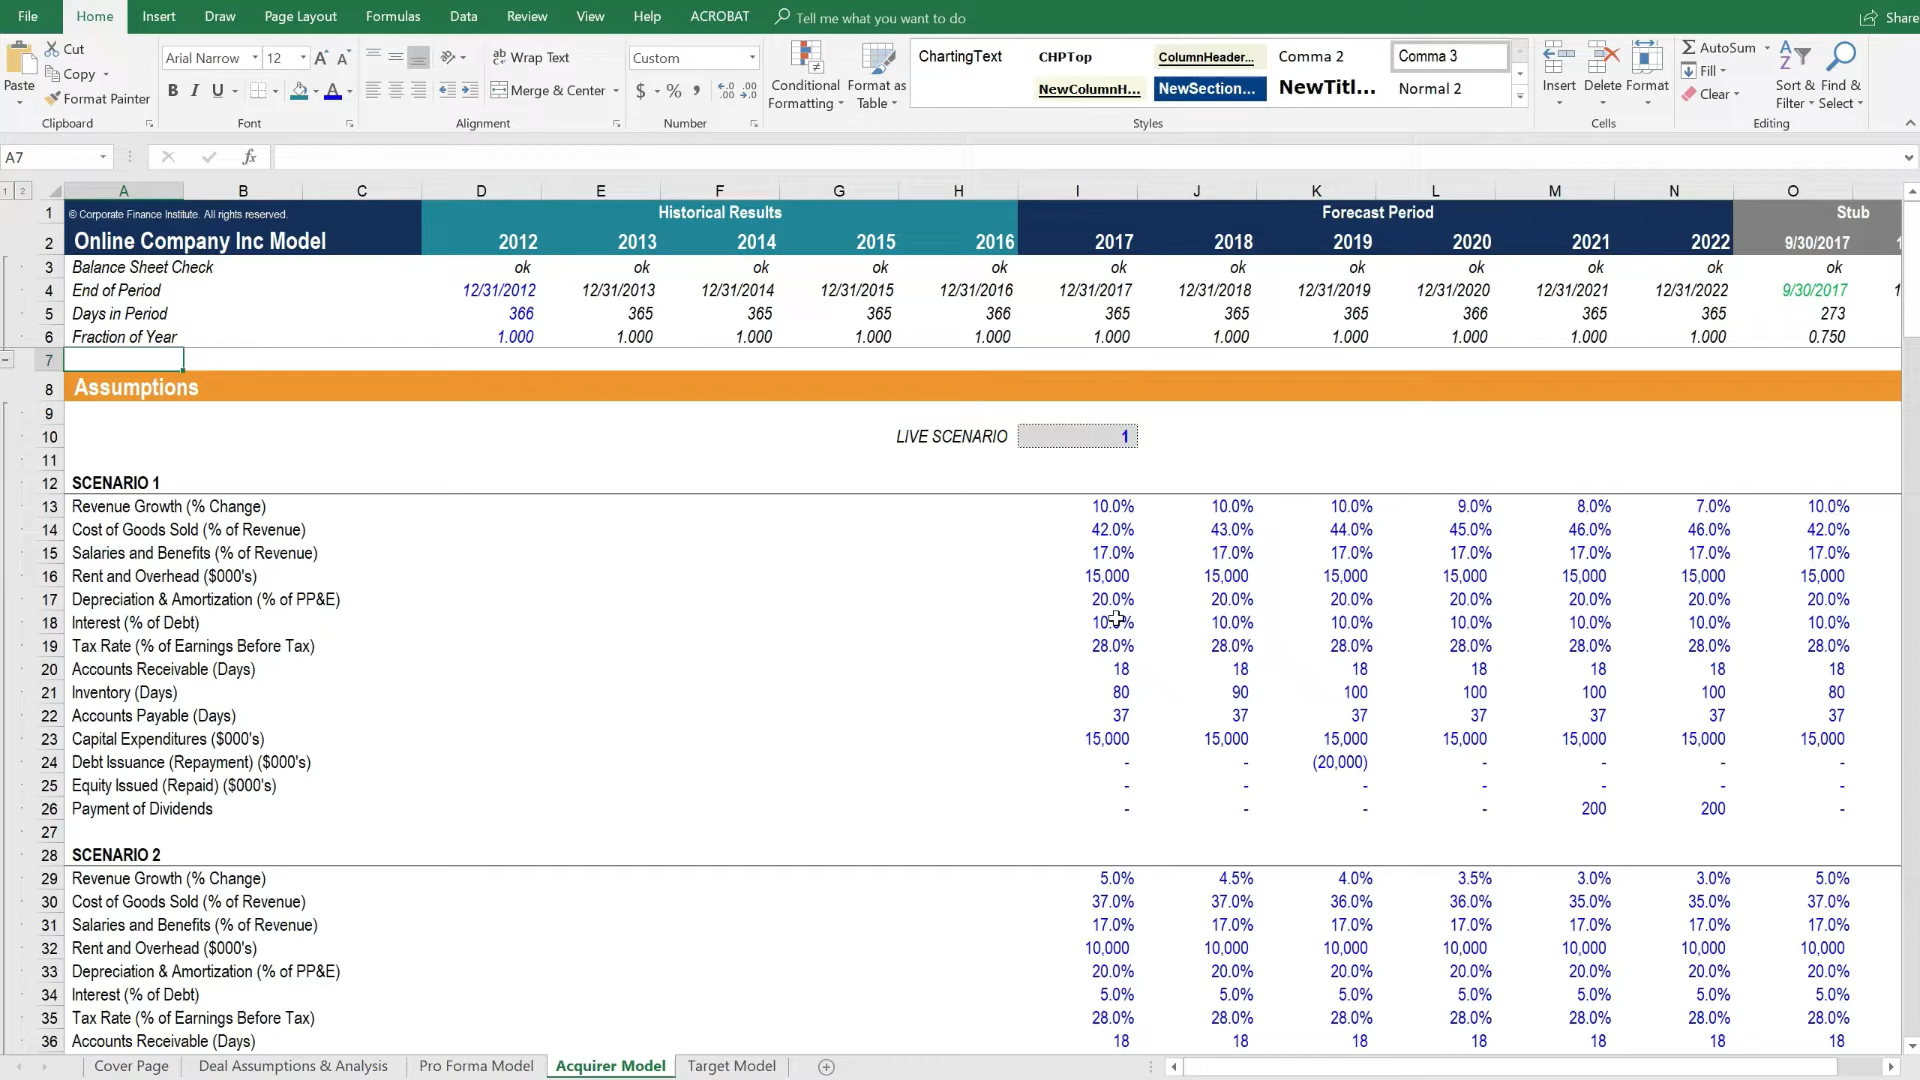 File Home Insert Draw Page Layout Formulas Data Review View Help ACROBAT Tell me what you want to do Share
Cut
Copy
Format Painter
Paste
Clipboard
Arial Narrow 12
B I U
Font
Wrap Text
Merge & Center
Alignment
Custom
$ % ,
Number
Conditional Formatting
Format as Table
ChartingText CHPTop ColumnHeader... Comma 2 Comma 3
NewColumnH... NewSection... NewTitl... Normal 2
Styles
Insert Delete Format
Cells
AutoSum
Fill
Clear
Sort & Filter
Find & Select
Editing
A7 fx
1 2 A B C D E F G H I J K L M N O
1 © Corporate Finance Institute. All rights reserved. Historical Results Forecast Period Stub
2 Online Company Inc Model 2012 2013 2014 2015 2016 2017 2018 2019 2020 2021 2022 9/30/2017 1
3 Balance Sheet Check ok ok ok ok ok ok ok ok ok ok ok ok
4 End of Period 12/31/2012 12/31/2013 12/31/2014 12/31/2015 12/31/2016 12/31/2017 12/31/2018 12/31/2019 12/31/2020 12/31/2021 12/31/2022 9/30/2017 1
5 Days in Period 366 365 365 365 366 365 365 365 366 365 365 273
6 Fraction of Year 1.000 1.000 1.000 1.000 1.000 1.000 1.000 1.000 1.000 1.000 1.000 0.750
7
8 Assumptions
9
10 LIVE SCENARIO 1
11
12 SCENARIO 1
13 Revenue Growth (% Change) 10.0% 10.0% 10.0% 9.0% 8.0% 7.0% 10.0%
14 Cost of Goods Sold (% of Revenue) 42.0% 43.0% 44.0% 45.0% 46.0% 46.0% 42.0%
15 Salaries and Benefits (% of Revenue) 17.0% 17.0% 17.0% 17.0% 17.0% 17.0% 17.0%
16 Rent and Overhead ($000's) 15,000 15,000 15,000 15,000 15,000 15,000 15,000
17 Depreciation & Amortization (% of PP&E) 20.0% 20.0% 20.0% 20.0% 20.0% 20.0% 20.0%
18 Interest (% of Debt) 10.0% 10.0% 10.0% 10.0% 10.0% 10.0% 10.0%
19 Tax Rate (% of Earnings Before Tax) 28.0% 28.0% 28.0% 28.0% 28.0% 28.0% 28.0%
20 Accounts Receivable (Days) 18 18 18 18 18 18 18
21 Inventory (Days) 80 90 100 100 100 100 80
22 Accounts Payable (Days) 37 37 37 37 37 37 37
23 Capital Expenditures ($000's) 15,000 15,000 15,000 15,000 15,000 15,000 15,000
24 Debt Issuance (Repayment) ($000's) - - (20,000) - - - -
25 Equity Issued (Repaid) ($000's) - - - - - - -
26 Payment of Dividends - - - - 200 200 -
27
28 SCENARIO 2
29 Revenue Growth (% Change) 5.0% 4.5% 4.0% 3.5% 3.0% 3.0% 5.0%
30 Cost of Goods Sold (% of Revenue) 37.0% 37.0% 36.0% 36.0% 35.0% 35.0% 37.0%
31 Salaries and Benefits (% of Revenue) 17.0% 17.0% 17.0% 17.0% 17.0% 17.0% 17.0%
32 Rent and Overhead ($000's) 10,000 10,000 10,000 10,000 10,000 10,000 10,000
33 Depreciation & Amortization (% of PP&E) 20.0% 20.0% 20.0% 20.0% 20.0% 20.0% 20.0%
34 Interest (% of Debt) 5.0% 5.0% 5.0% 5.0% 5.0% 5.0% 5.0%
35 Tax Rate (% of Earnings Before Tax) 28.0% 28.0% 28.0% 28.0% 28.0% 28.0% 28.0%
36 Accounts Receivable (Days) 18 18 18 18 18 18 18
Cover Page Deal Assumptions & Analysis Pro Forma Model Acquirer Model Target Model